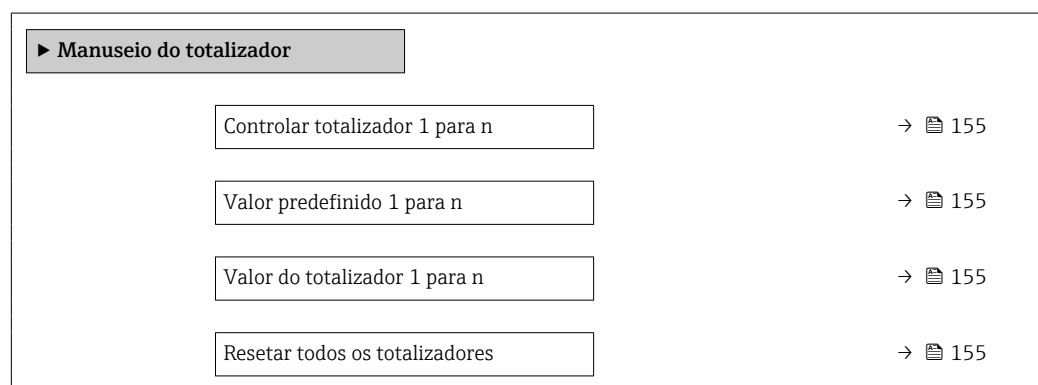 ▶ Manuseio do totalizador
Controlar totalizador 1 para n → 155
Valor predefinido 1 para n → 155
Valor do totalizador 1 para n → 155
Resetar todos os totalizadores → 155